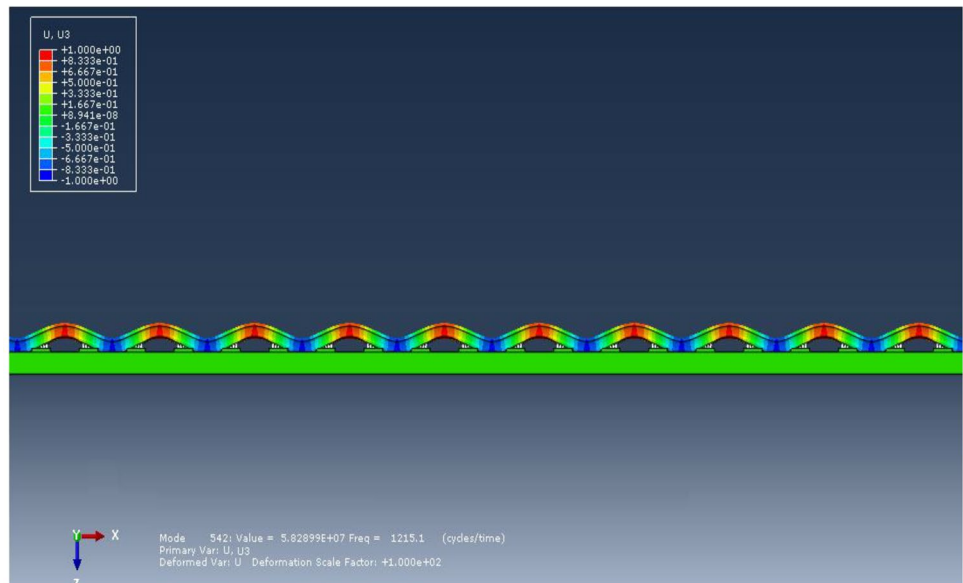 U, U3
+1.000e+00
+8.333e-01
+6.667e-01
+5.000e-01
+3.333e-01
+1.667e-01
+8.941e-08
-1.667e-01
-3.333e-01
-5.000e-01
-6.667e-01
-8.333e-01
-1.000e+00
Y X
Z
Mode 542: Value = 5.82899E+07 Freq = 1215.1 (cycles/time)
Primary Var: U, U3
Deformed Var: U Deformation Scale Factor: +1.000e+02